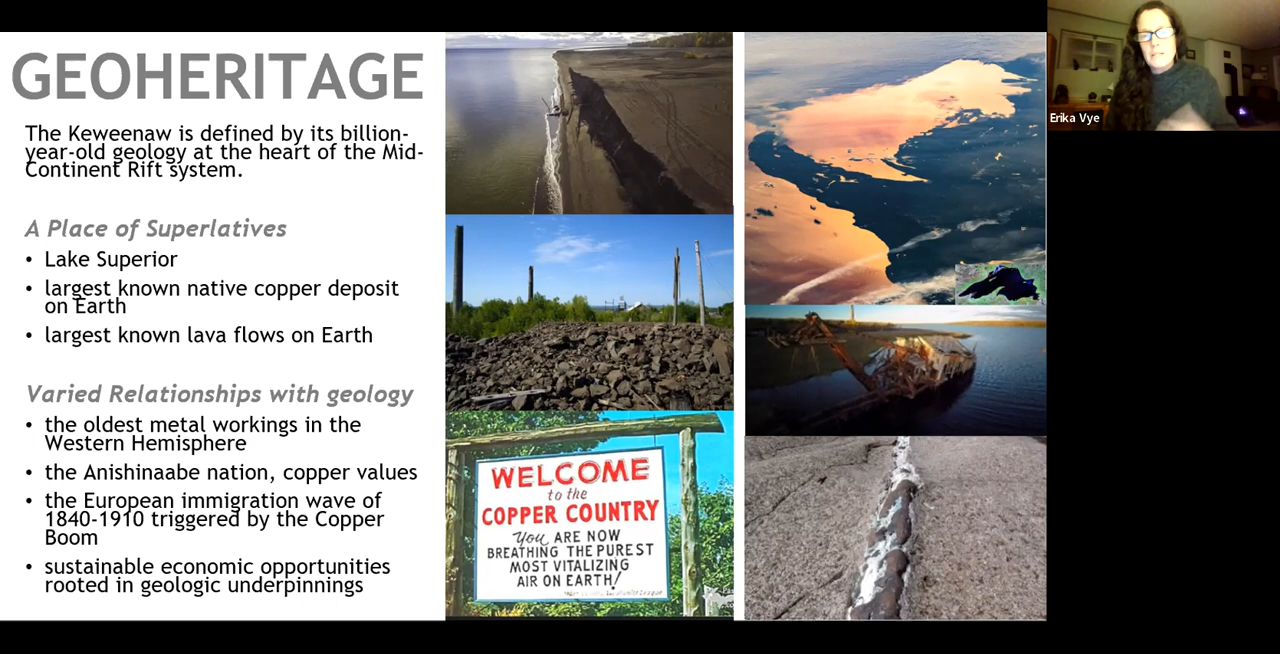 GEOHERITAGE
The Keweenaw is defined by its billion-
year-old geology at the heart of the Mid-
Continent Rift system.
A Place of Superlatives
• Lake Superior
• largest known native copper deposit
on Earth
• largest known lava flows on Earth
Varied Relationships with geology
• the oldest metal workings in the
Western Hemisphere
• the Anishinaabe nation, copper values
• the European immigration wave of
1840-1910 triggered by the Copper
Boom
• sustainable economic opportunities
rooted in geologic underpinnings
WELCOME
to the
COPPER COUNTRY
You ARE NOW
BREATHING THE PUREST
MOST VITALIZING
AIR ON EARTH!
Erika Vye